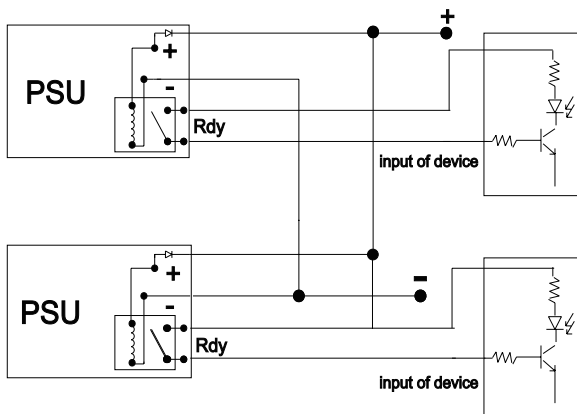 +
+
PSU
-
Rdy
input of device
+
-
PSU
-
Rdy
input of device